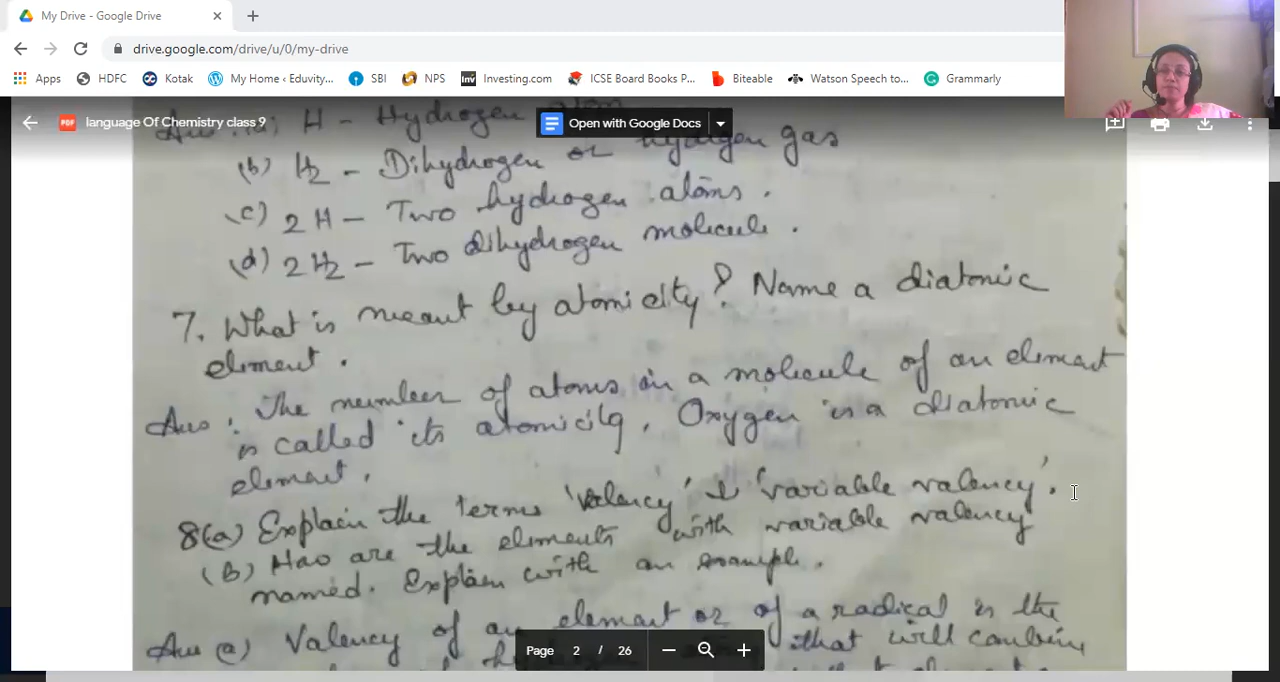 My Drive - Google Drive
drive.google.com/drive/u/0/my-drive
Apps HDFC Kotak My Home ‹ Eduvity... SBI NPS Investing.com ICSE Board Books P... Biteable Watson Speech to... Grammarly
language Of Chemistry class 9
Open with Google Docs
Ans. (a) H - Hydrogen atom
(b) H2 - Dihydrogen or hydrogen gas
(c) 2H - Two hydrogen atoms.
(d) 2H2 - Two dihydrogen molecule.
7. What is meant by atomicity? Name a diatomic
element.
Ans: The number of atoms in a molecule of an element
is called its atomicity. Oxygen is a diatomic
element.
8(a) Explain the terms 'valency' & 'variable valency'.
(B) How are the elements with variable valency
named. Explain with an example.
Ans (a) Valency of an element or of a radical is the
that will combine
Page 2 / 26